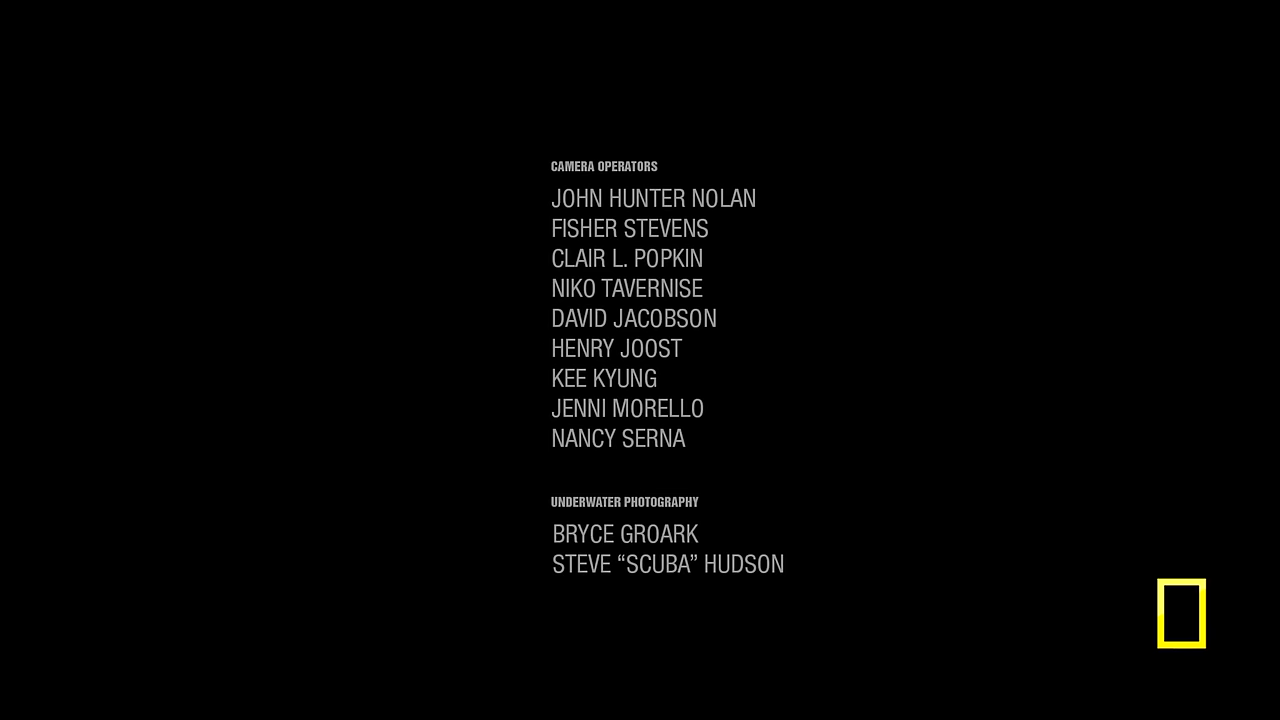 CAMERA OPERATORS
JOHN HUNTER NOLAN
FISHER STEVENS
CLAIR L. POPKIN
NIKO TAVERNISE
DAVID JACOBSON
HENRY JOOST
KEE KYUNG
JENNI MORELLO
NANCY SERNA
UNDERWATER PHOTOGRAPHY
BRYCE GROARK
STEVE “SCUBA” HUDSON